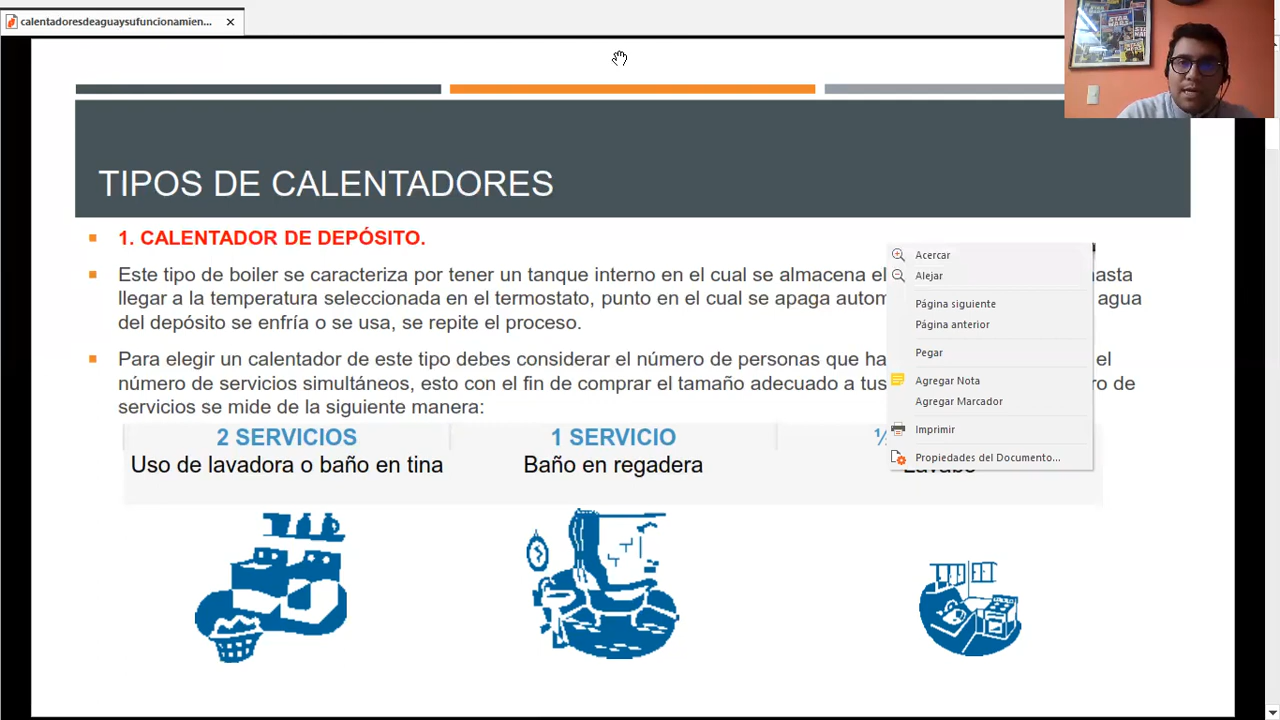 calentadoresdeaguaysufuncionamien...
TIPOS DE CALENTADORES
1. CALENTADOR DE DEPÓSITO.
Este tipo de boiler se caracteriza por tener un tanque interno en el cual se almacena el hasta
llegar a la temperatura seleccionada en el termostato, punto en el cual se apaga agua
del depósito se enfría o se usa, se repite el proceso.
Para elegir un calentador de este tipo debes considerar el número de personas que el
número de servicios simultáneos, esto con el fin de comprar el tamaño adecuado a tus de
servicios se mide de la siguiente manera:
2 SERVICIOS
1 SERVICIO
Uso de lavadora o baño en tina
Baño en regadera
Acercar
Alejar
Página siguiente
Página anterior
Pegar
Agregar Nota
Agregar Marcador
Imprimir
Propiedades del Documento...
STAR WARS